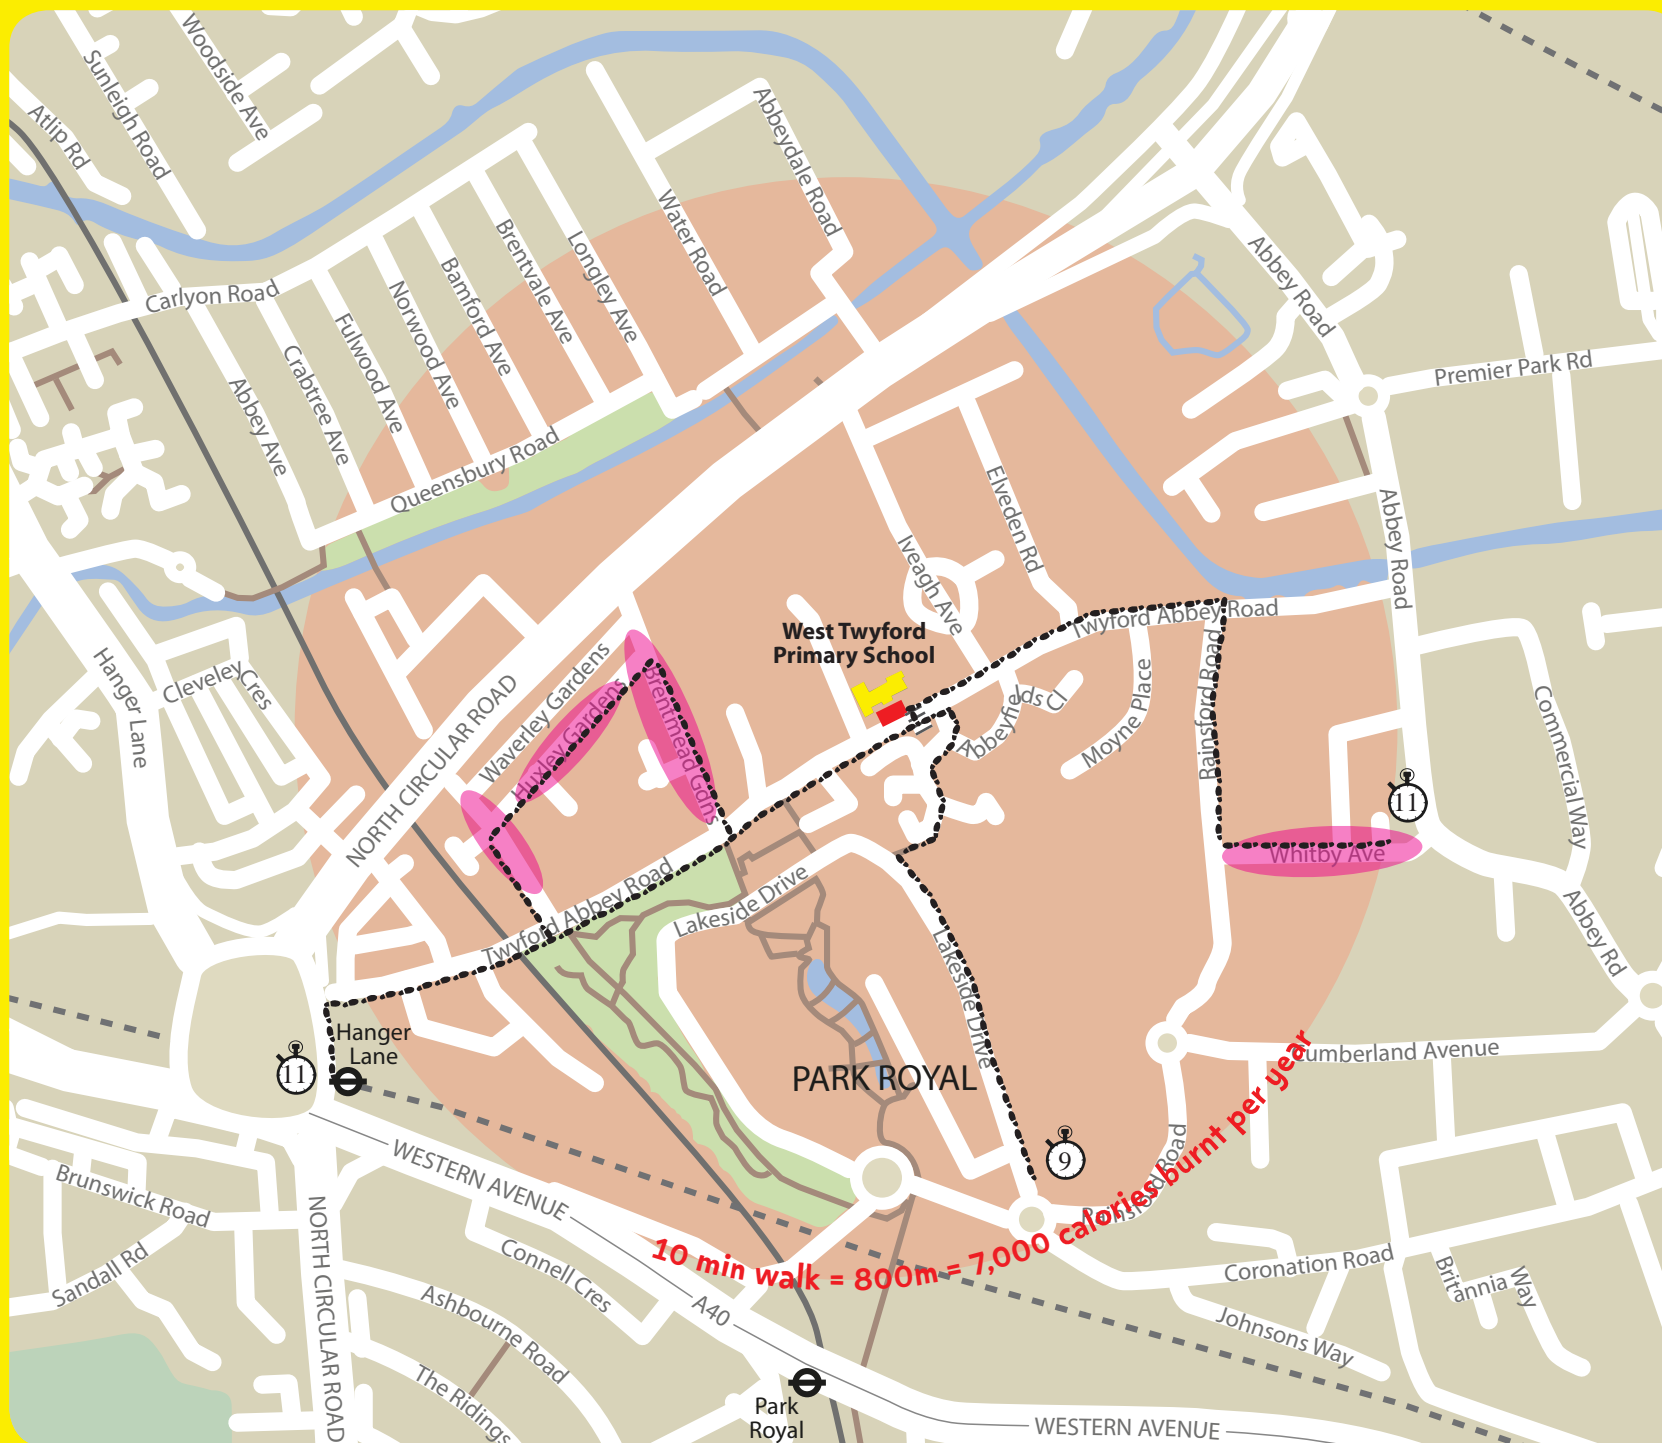 Woodside Ave
Sunleigh Road
Atlip Rd
Abbeydale Road
Water Road
Longley Ave
Brentvale Ave
Bamford Ave
Norwood Ave
Fulwood Ave
Crabtree Ave
Abbey Ave
Carlyon Road
Queensbury Road
Abbey Road
Premier Park Rd
Abbey Road
Elveden Rd
Iveagh Ave
Twyford Abbey Road
West Twyford
Primary School
Hanger Lane
Cleveley Cres
NORTH CIRCULAR ROAD
Waverley Gardens
Huxley Gardens
Brentmead Gdns
Abbeyfields Cl
Moyne Place
Rainsford Road
Commercial Way
11
Whitby Ave
Twyford Abbey Road
Lakeside Drive
Lakeside Drive
Abbey Rd
Hanger
Lane
11
PARK ROYAL
Cumberland Avenue
9
Rainsford Road
10 min walk = 800m = 7,000 calories burnt per year
WESTERN AVENUE
Brunswick Road
Sandall Rd
NORTH CIRCULAR ROAD
Connell Cres
Ashbourne Road
The Ridings
A40
Coronation Road
Britannia Way
Johnsons Way
Park
Royal
WESTERN AVENUE